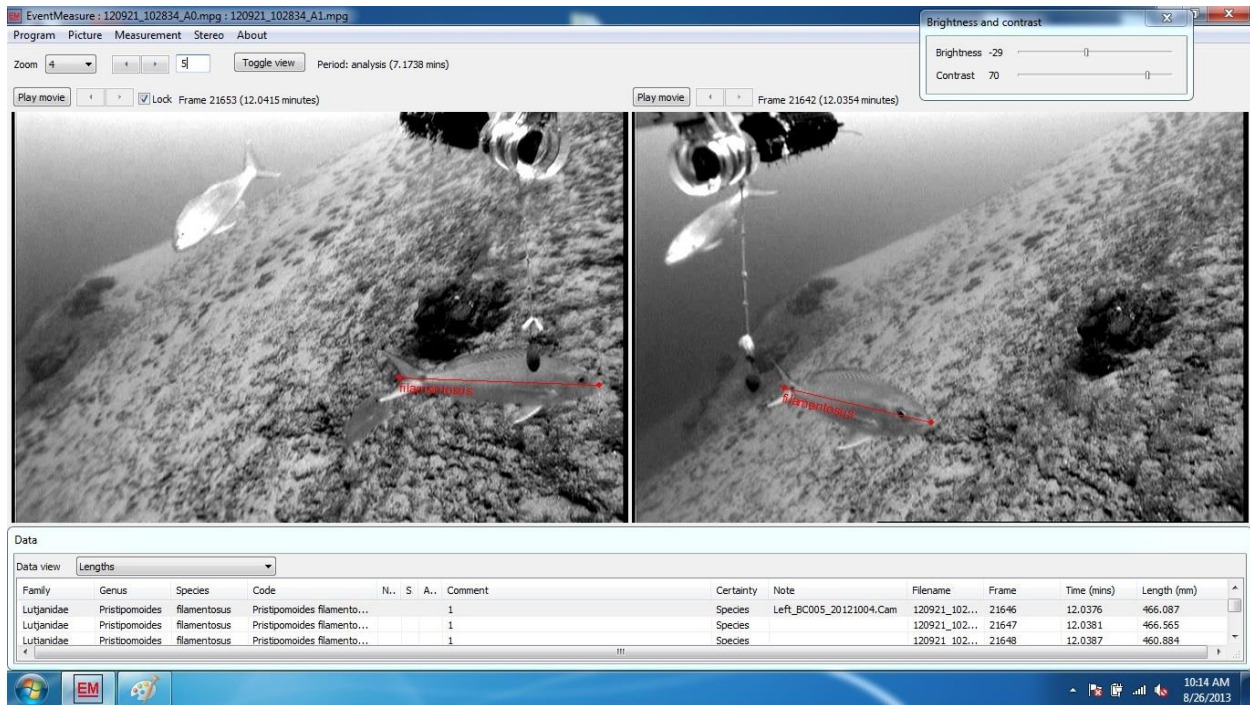 EM EventMeasure : 120921_102834_A0.mpg : 120921_102834_A1.mpg
Brightness and contrast
Program Picture Measurement Stereo About
Brightness -29
Zoom 4 5 Toggle view Period: analysis (7.1738 mins)
Contrast 70
Play movie Lock Frame 21653 (12.0415 minutes)
Play movie Frame 21642 (12.0354 minutes)
filamentosus
filamentosus
Data
Data view Lengths
Family Genus Species Code N.. S A.. Comment Certainty Note Filename Frame Time (mins) Length (mm)
Lutjanidae Pristipomoides filamentosus Pristipomoides filamento... 1 Species Left_BC005_20121004.Cam 120921_102... 21646 12.0376 466.087
Lutjanidae Pristipomoides filamentosus Pristipomoides filamento... 1 Species 120921_102... 21647 12.0381 466.565
Lutjanidae Pristipomoides filamentosus Pristipomoides filamento... 1 Species 120921_102... 21648 12.0387 460.884
EM
10:14 AM
8/26/2013